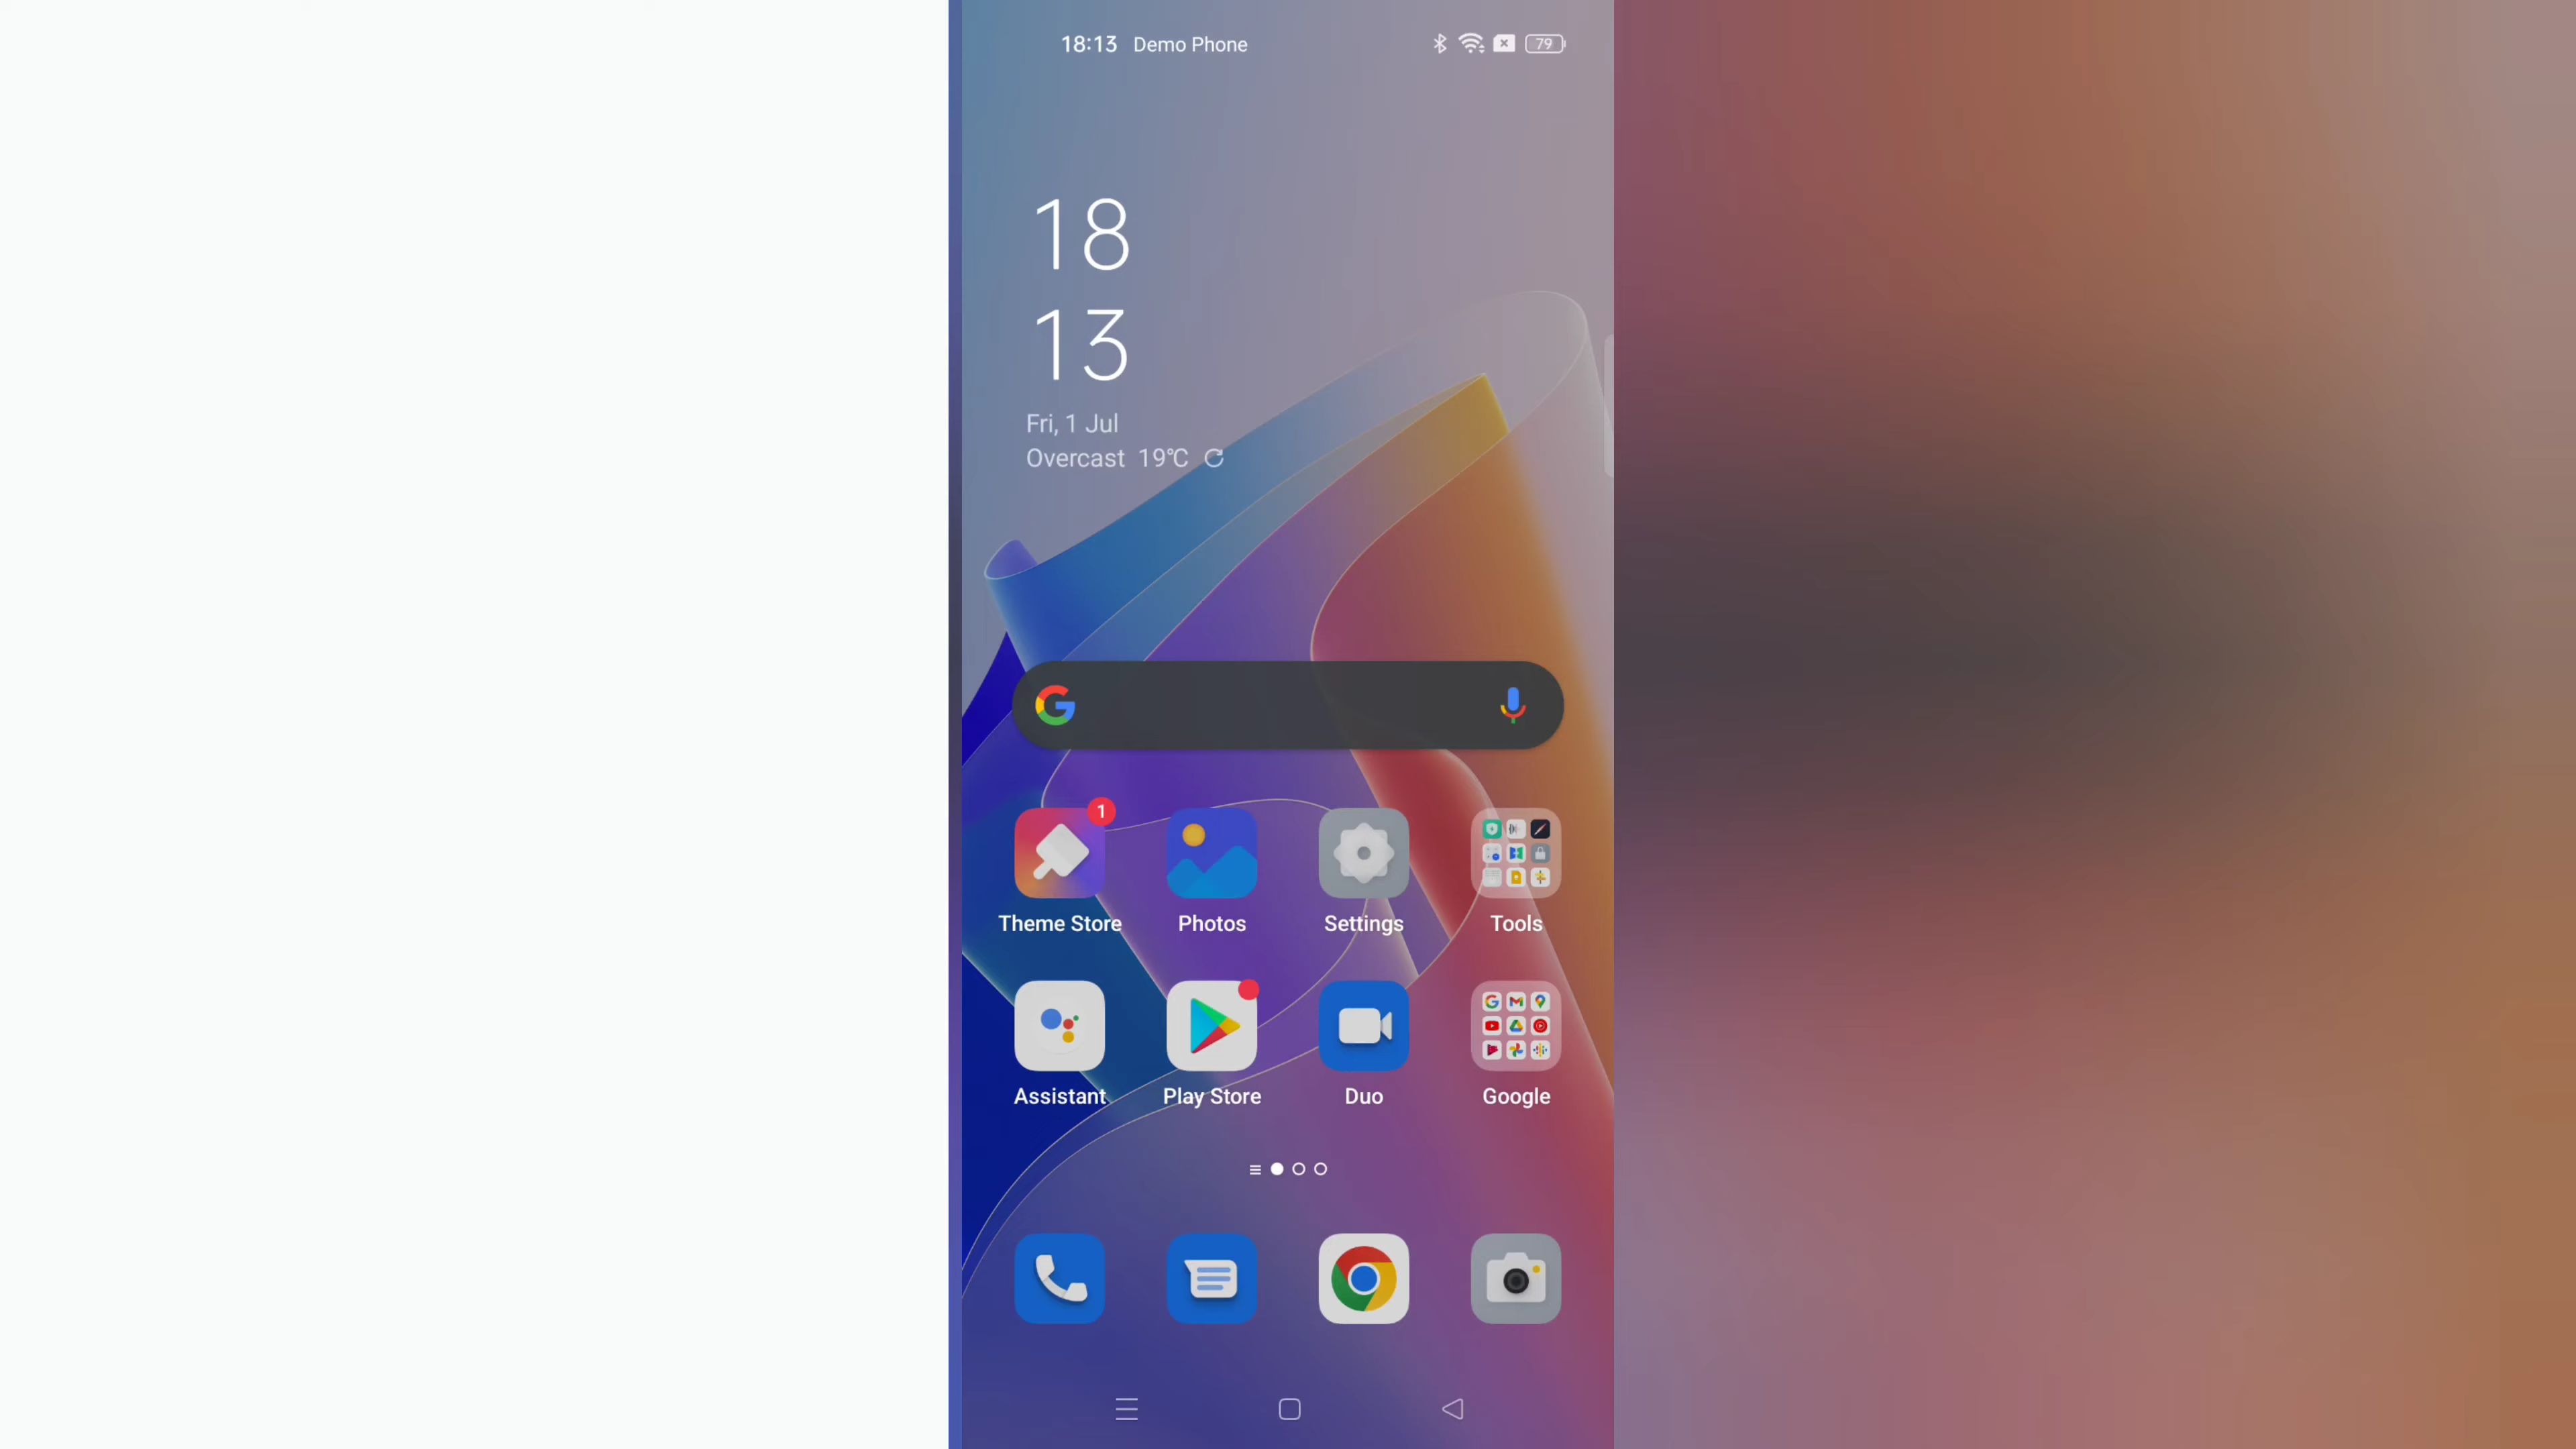 18:13 Demo Phone 79
18
13
Fri, 1 Jul
Overcast 19℃
1
Theme Store Photos Settings Tools
Assistant Play Store Duo Google